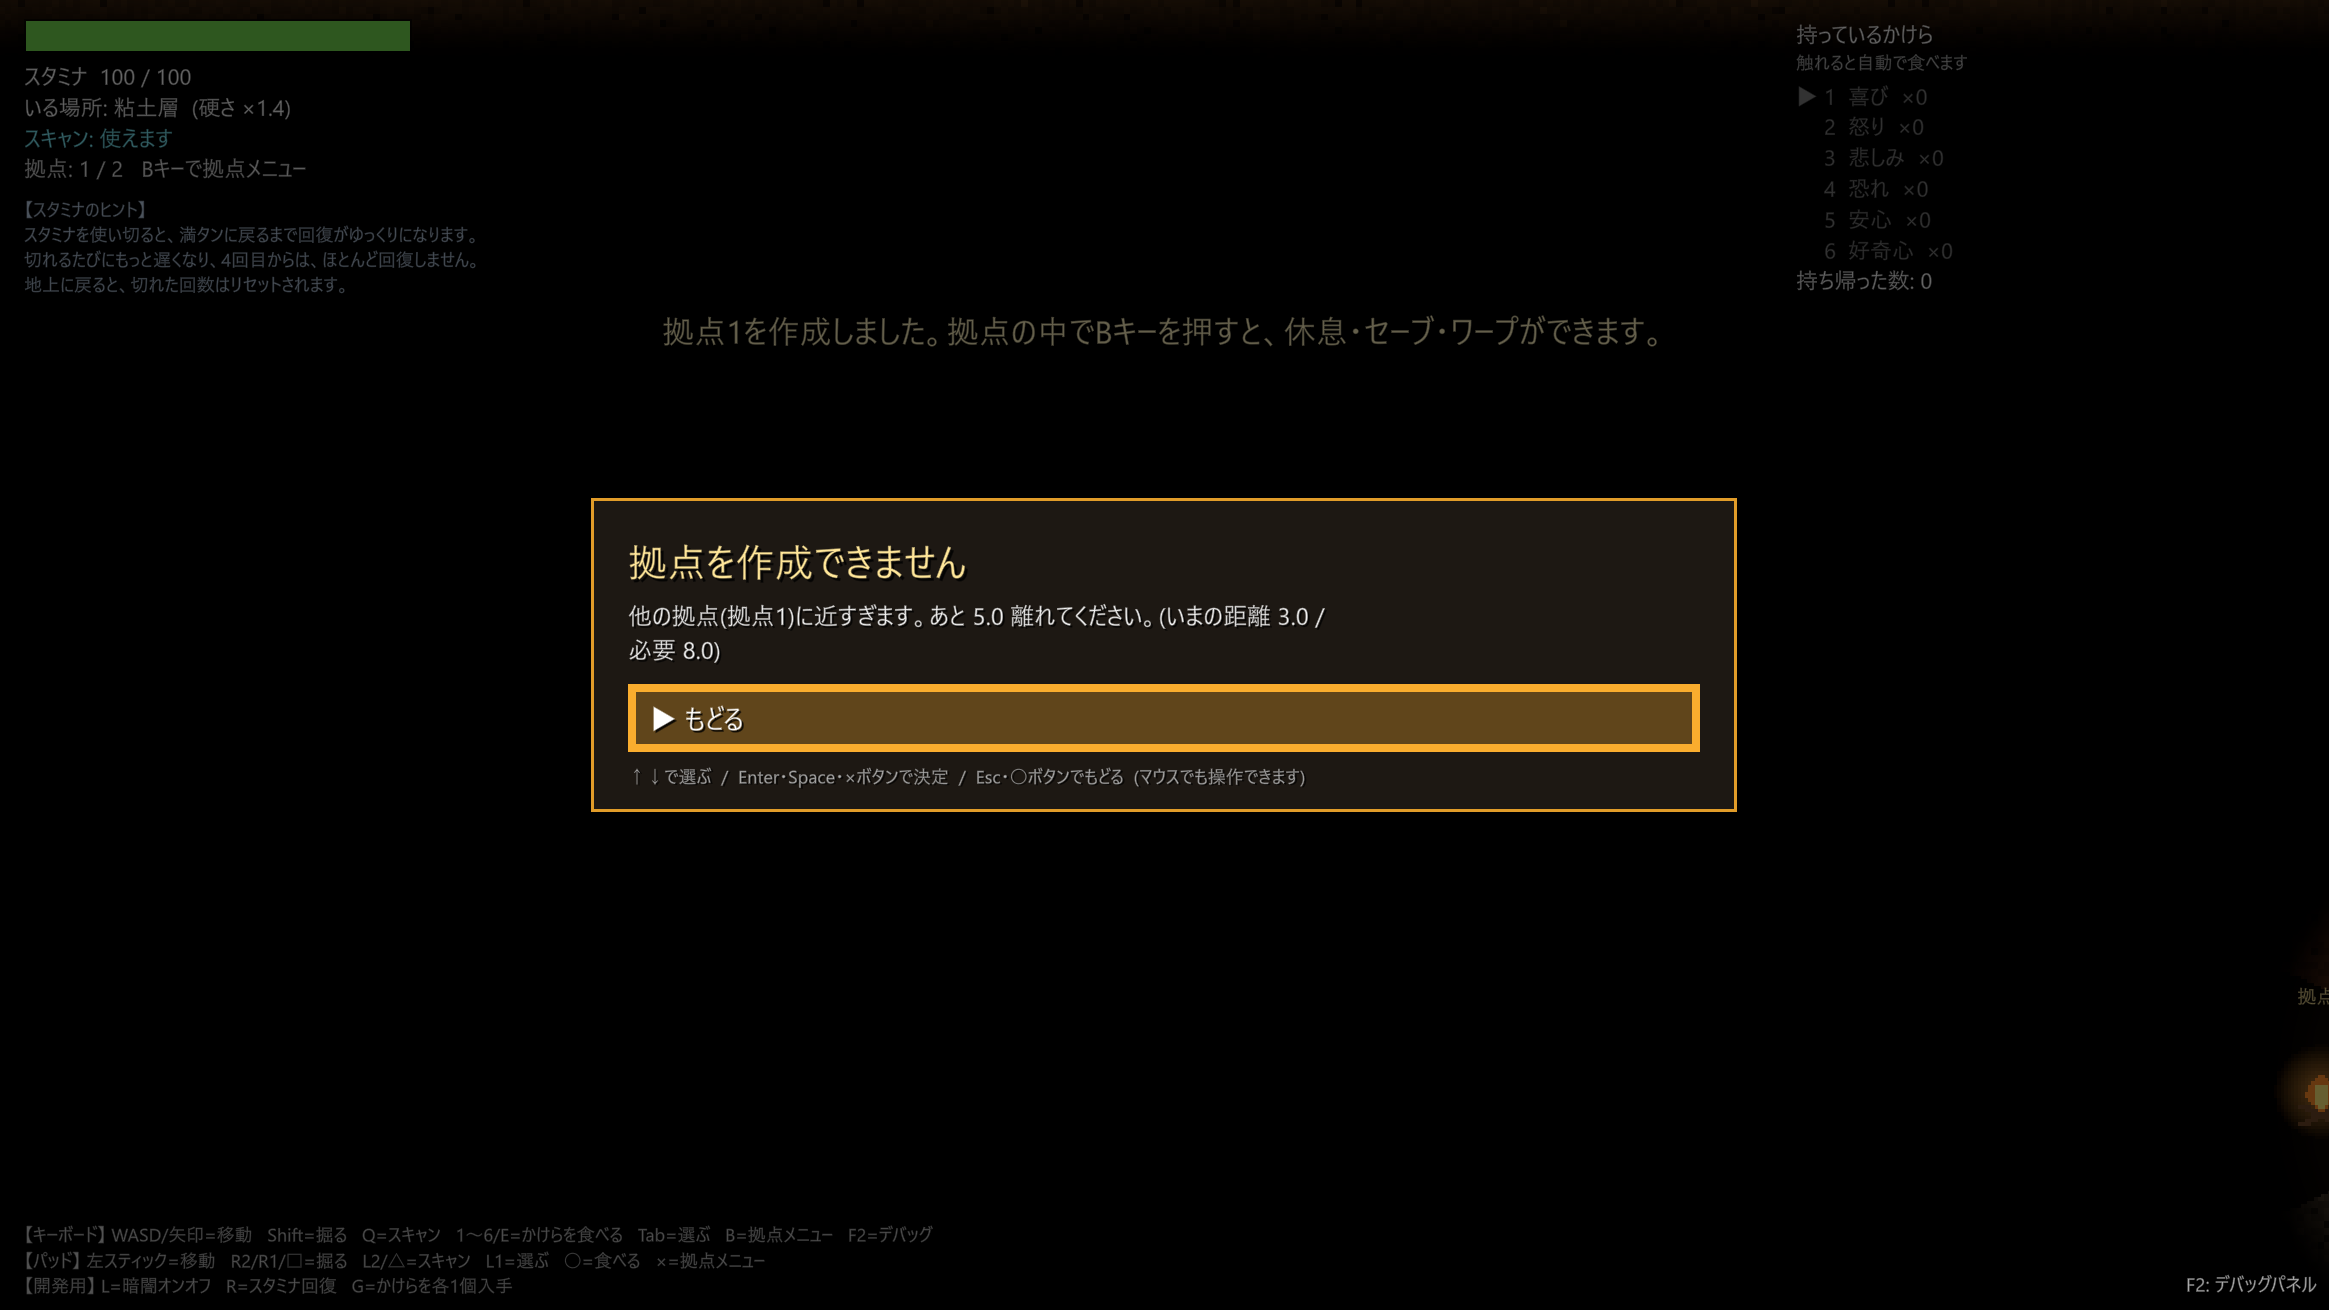 スタミナ 100 / 100
いる場所: 粘土層 (硬さ ×1.4)
スキャン: 使えます
拠点: 1 / 2 Bキーで拠点メニュー
【スタミナのヒント】
スタミナを使い切ると、満タンに戻るまで回復がゆっくりになります。
切れるたびにもっと遅くなり、4回目からは、ほとんど回復しません。
地上に戻ると、切れた回数はリセットされます。
持っているかけら
触れると自動で食べます
▶ 1 喜び ×0
2 怒り ×0
3 悲しみ ×0
4 恐れ ×0
5 安心 ×0
6 好奇心 ×0
持ち帰った数: 0
拠点1を作成しました。拠点の中でBキーを押すと、休息・セーブ・ワープができます。
拠点を作成できません
他の拠点(拠点1)に近すぎます。あと 5.0 離れてください。(いまの距離 3.0 /
必要 8.0)
▶ もどる
↑↓で選ぶ / Enter・Space・×ボタンで決定 / Esc・○ボタンでもどる (マウスでも操作できます)
拠点
【キーボード】 WASD/矢印=移動 Shift=掘る Q=スキャン 1～6/E=かけらを食べる Tab=選ぶ B=拠点メニュー F2=デバッグ
【パッド】 左スティック=移動 R2/R1/□=掘る L2/△=スキャン L1=選ぶ ○=食べる ×=拠点メニュー
【開発用】 L=暗闇オンオフ R=スタミナ回復 G=かけらを各1個入手
F2: デバッグパネル